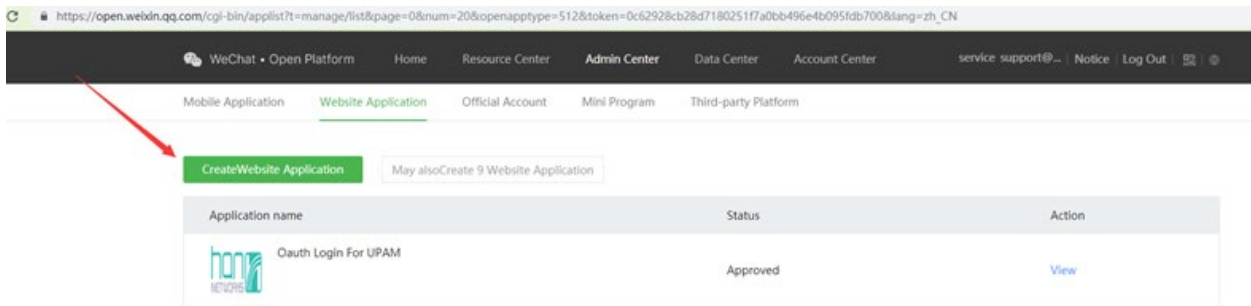 https://open.weixin.qq.com/cgi-bin/applist?t=manage/list&page=0&num=20&openapptype=512&token=0c62928cb28d7180251f7a0bb496e4b095fdb700&lang=zh_CN
WeChat • Open Platform Home Resource Center Admin Center Data Center Account Center service support@... Notice Log Out
Mobile Application Website Application Official Account Mini Program Third-party Platform
CreateWebsite Application May alsoCreate 9 Website Application
Application name Status Action
Oauth Login For UPAM
NETWORKS
Approved View